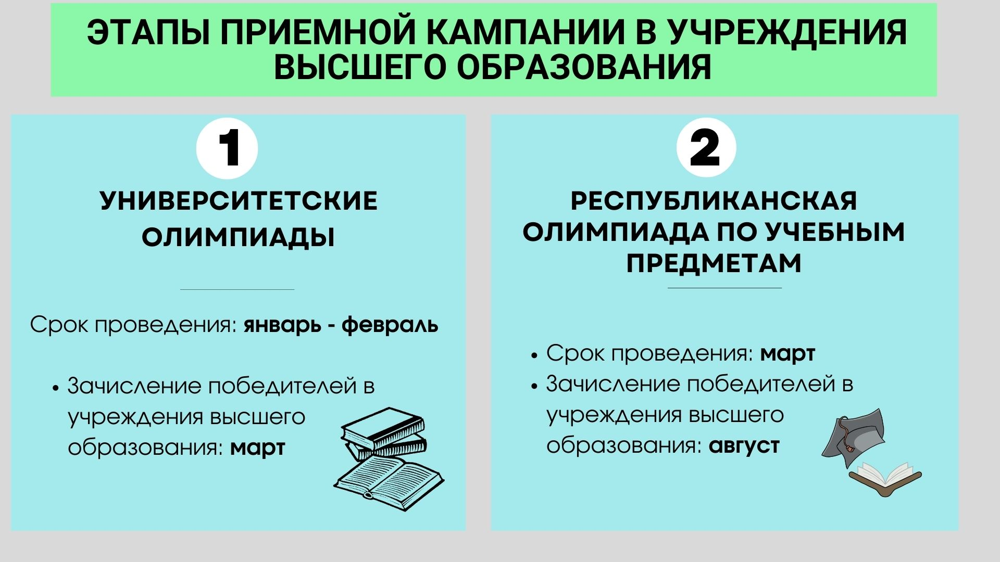 ЭТАПЫ ПРИЕМНОЙ КАМПАНИИ В УЧРЕЖДЕНИЯ
ВЫСШЕГО ОБРАЗОВАНИЯ
1
УНИВЕРСИТЕТСКИЕ
ОЛИМПИАДЫ
Срок проведения: январь - февраль
• Зачисление победителей в
учреждения высшего
образования: март
2
РЕСПУБЛИКАНСКАЯ
ОЛИМПИАДА ПО УЧЕБНЫМ
ПРЕДМЕТАМ
• Срок проведения: март
• Зачисление победителей в
учреждения высшего
образования: август